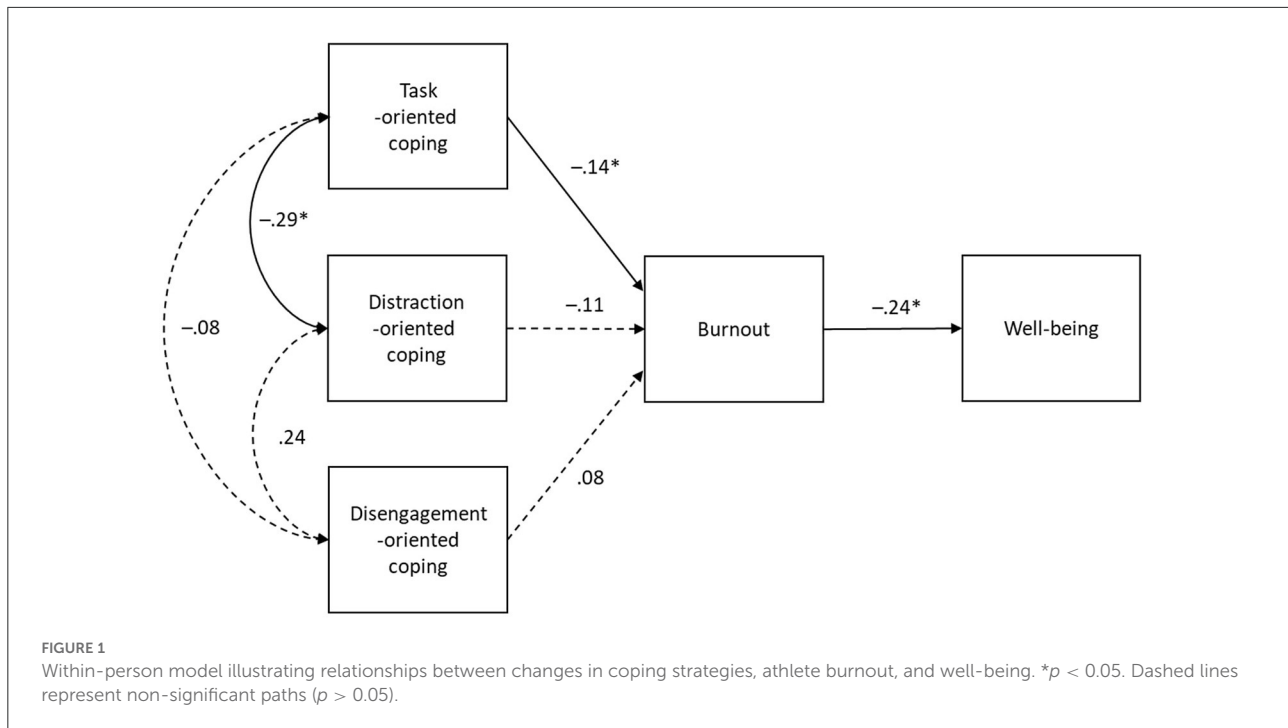 Task
-oriented
coping
–.14*
–.29*
Distraction
-oriented
coping
–.11
Burnout
–.24*
Well-being
–.08
.24
.08
Disengagement
-oriented
coping
FIGURE 1
Within-person model illustrating relationships between changes in coping strategies, athlete burnout, and well-being. *p < 0.05. Dashed lines
represent non-significant paths (p > 0.05).